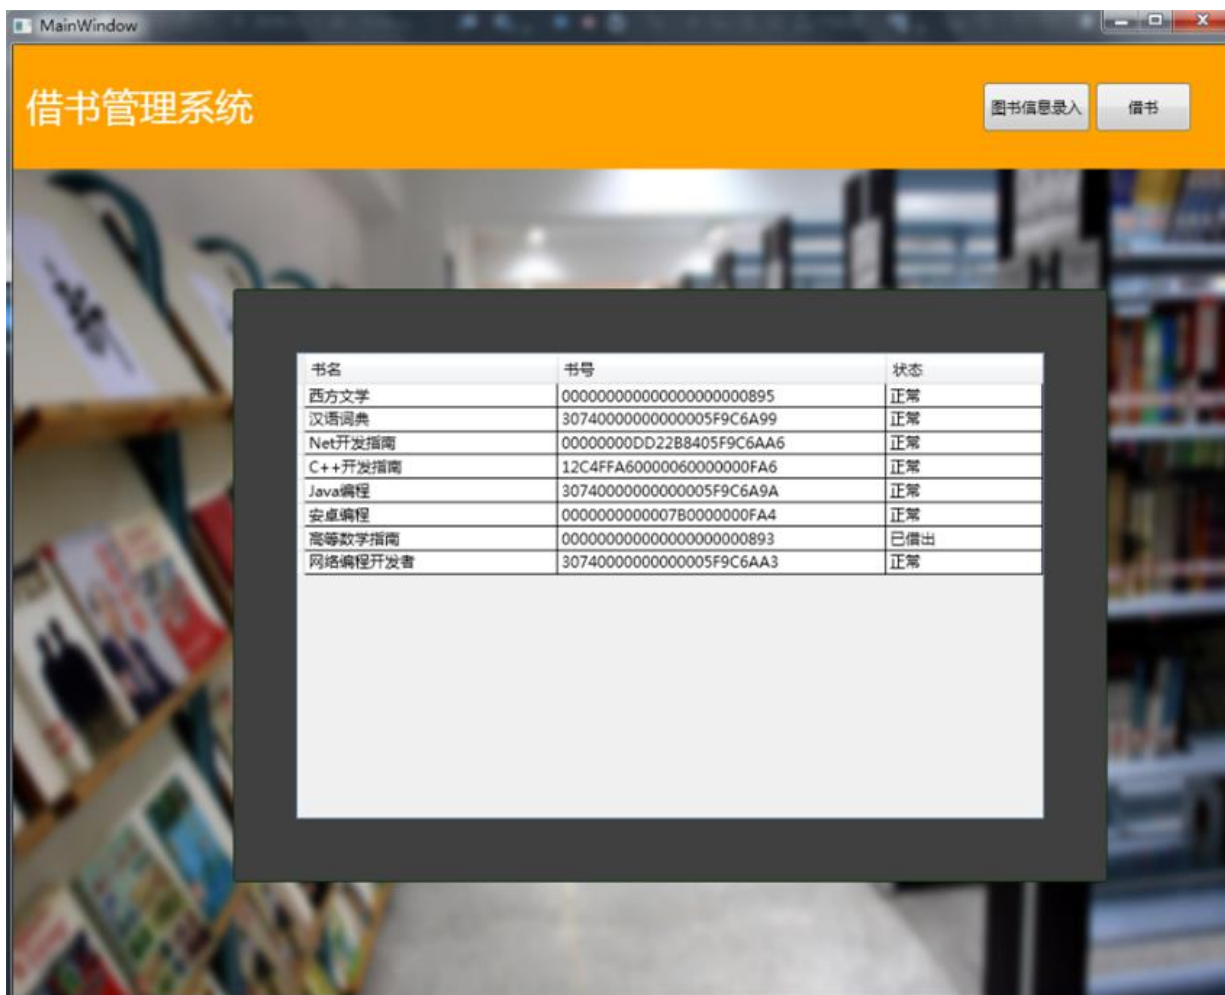 MainWindow
借书管理系统
图书信息录入 借书
书名 书号 状态
西方文学 000000000000000000000895 正常
汉语词典 30740000000000005F9C6A99 正常
Net开发指南 00000000DD22B8405F9C6AA6 正常
C++开发指南 12C4FFA60000060000000FA6 正常
Java编程 30740000000000005F9C6A9A 正常
安卓编程 0000000000007B0000000FA4 正常
高等数学指南 000000000000000000000893 已借出
网络编程开发者 30740000000000005F9C6AA3 正常